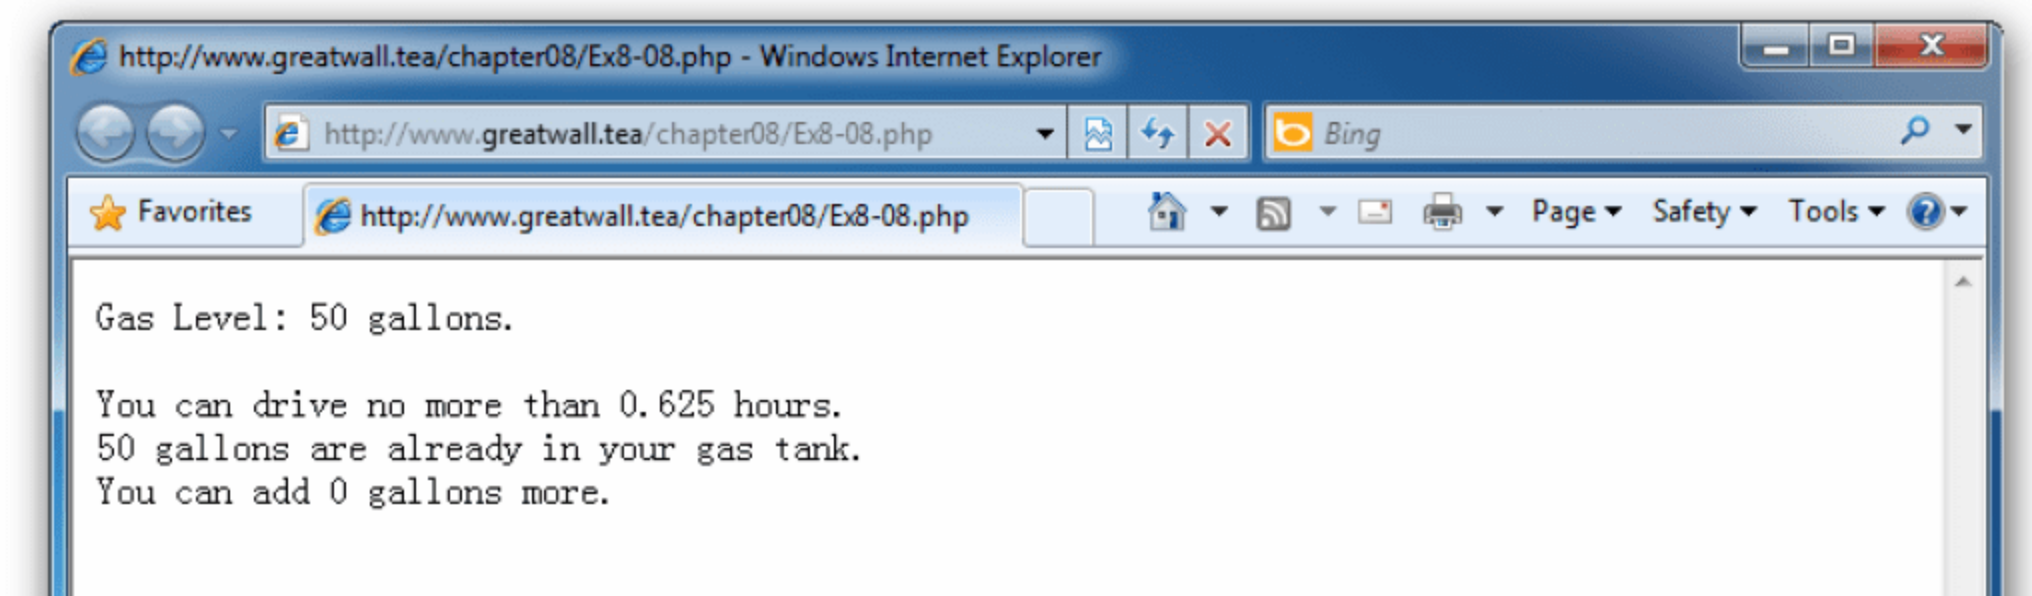 http://www.greatwall.tea/chapter08/Ex8-08.php - Windows Internet Explorer
http://www.greatwall.tea/chapter08/Ex8-08.php Bing
Favorites http://www.greatwall.tea/chapter08/Ex8-08.php Page Safety Tools
Gas Level: 50 gallons.
You can drive no more than 0.625 hours.
50 gallons are already in your gas tank.
You can add 0 gallons more.